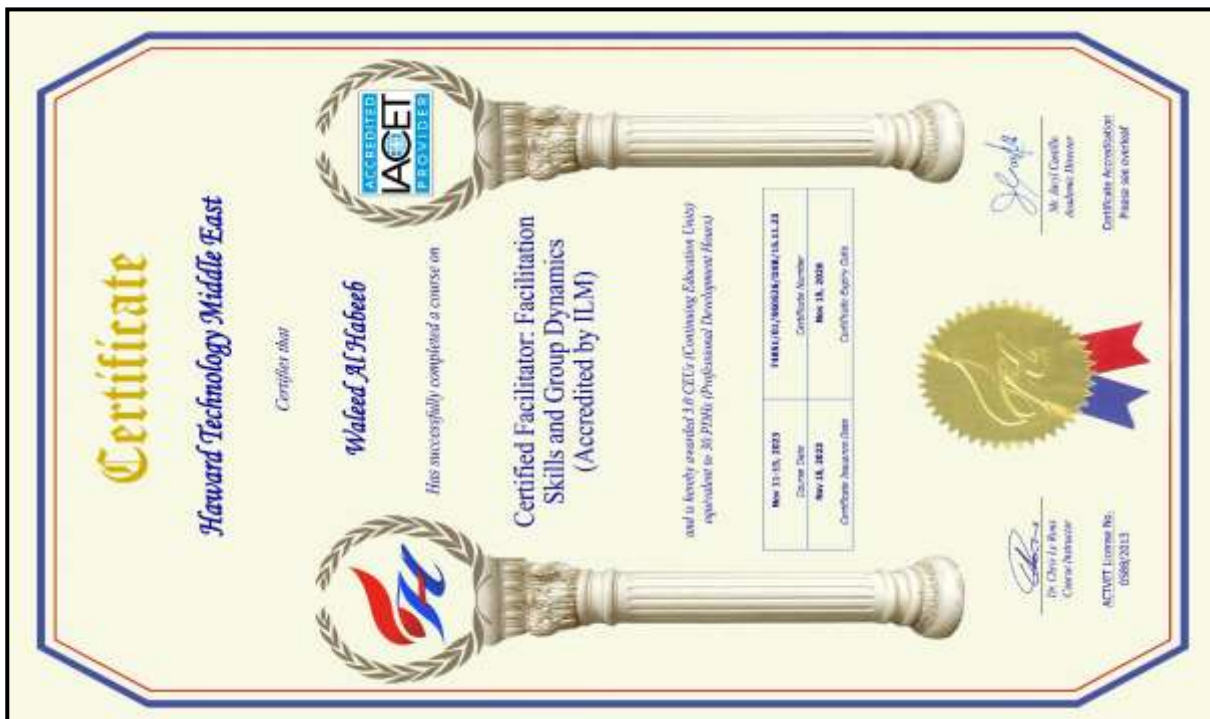 Certificate
Haward Technology Middle East
Certifies that
Waleed Al Habeeb
Has successfully completed a course on
Certified Facilitator: Facilitation
Skills and Group Dynamics
(Accredited by ILM)
and is hereby awarded 3.0 CEUs (Continuing Education Units)
equivalent to 30 PDHs (Professional Development Hours)
Nov 11-15, 2023
Course Date
Certificate Number
Nov 15, 2023
Certificate Issuance Date
Nov 15, 2028
Certificate Expiry Date
ACCREDITED
IACET
PROVIDER
Course Instructor
ACTVET License No.
0588/2013
Academic Director
Certificate Accreditation
Please see overleaf